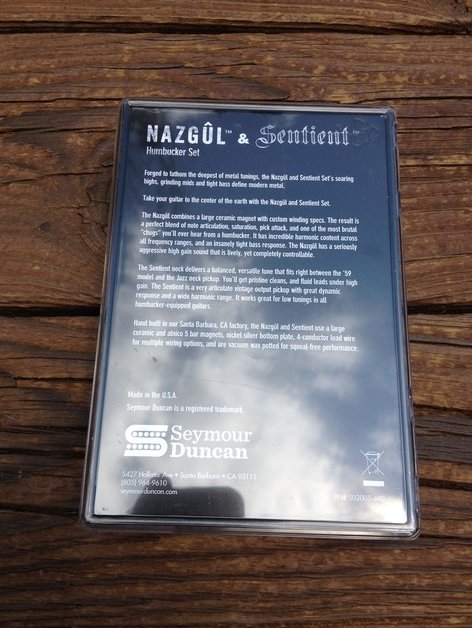 NAZGÛL™ & Sentient™
Humbucker Set
Forged to fathom the deepest of metal tunings, the Nazgûl and Sentient Set's searing
highs, grinding mids and tight bass define modern metal.
Take your guitar to the center of the earth with the Nazgûl and Sentient Set.
The Nazgûl combines a large ceramic magnet with custom winding specs. The result is
a perfect blend of note articulation, saturation, pick attack, and one of the most brutal
"chugs" you'll ever hear from a humbucker. It has incredible harmonic content across
all frequency ranges, and an insanely tight bass response. The Nazgûl has a seriously
aggressive high gain sound that is lively, yet completely controllable.
The Sentient neck delivers a balanced, versatile tone that fits right between the '59
model and the Jazz neck pickup. You'll get pristine cleans, and fluid leads under high
gain. The Sentient is a very articulate vintage output pickup with great dynamic
response and a wide harmonic range. It works great for low tunings in all
humbucker-equipped guitars.
Hand built in our Santa Barbara, CA factory, the Nazgûl and Sentient use a large
ceramic and alnico 5 bar magnets, nickel silver bottom plate, 4-conductor lead wire
for multiple wiring options, and are vacuum wax potted for squeal-free performance.
Made in the U.S.A.
Seymour Duncan is a registered trademark.
Seymour
Duncan
5427 Hollister Ave • Santa Barbara • CA 93111
(805) 964-9610
seymourduncan.com
PN# 502005-460